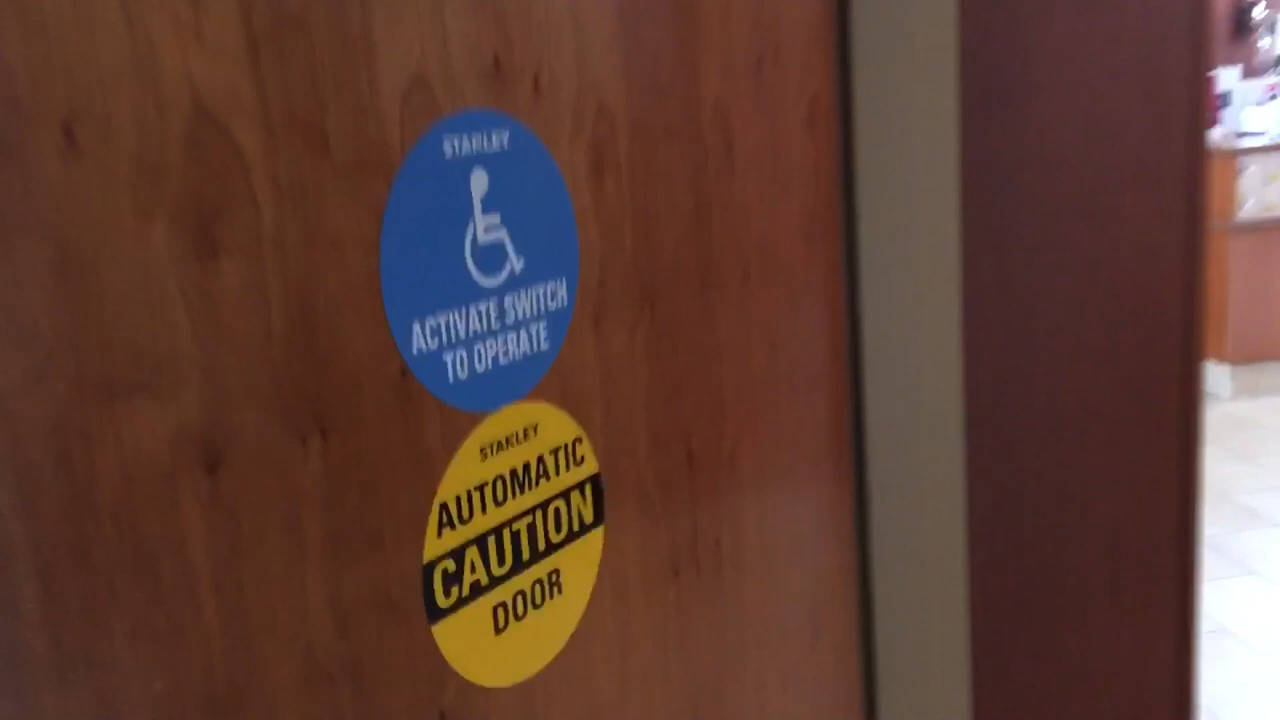 STANLEY
ACTIVATE SWITCH
TO OPERATE
STANLEY
AUTOMATIC
CAUTION
DOOR